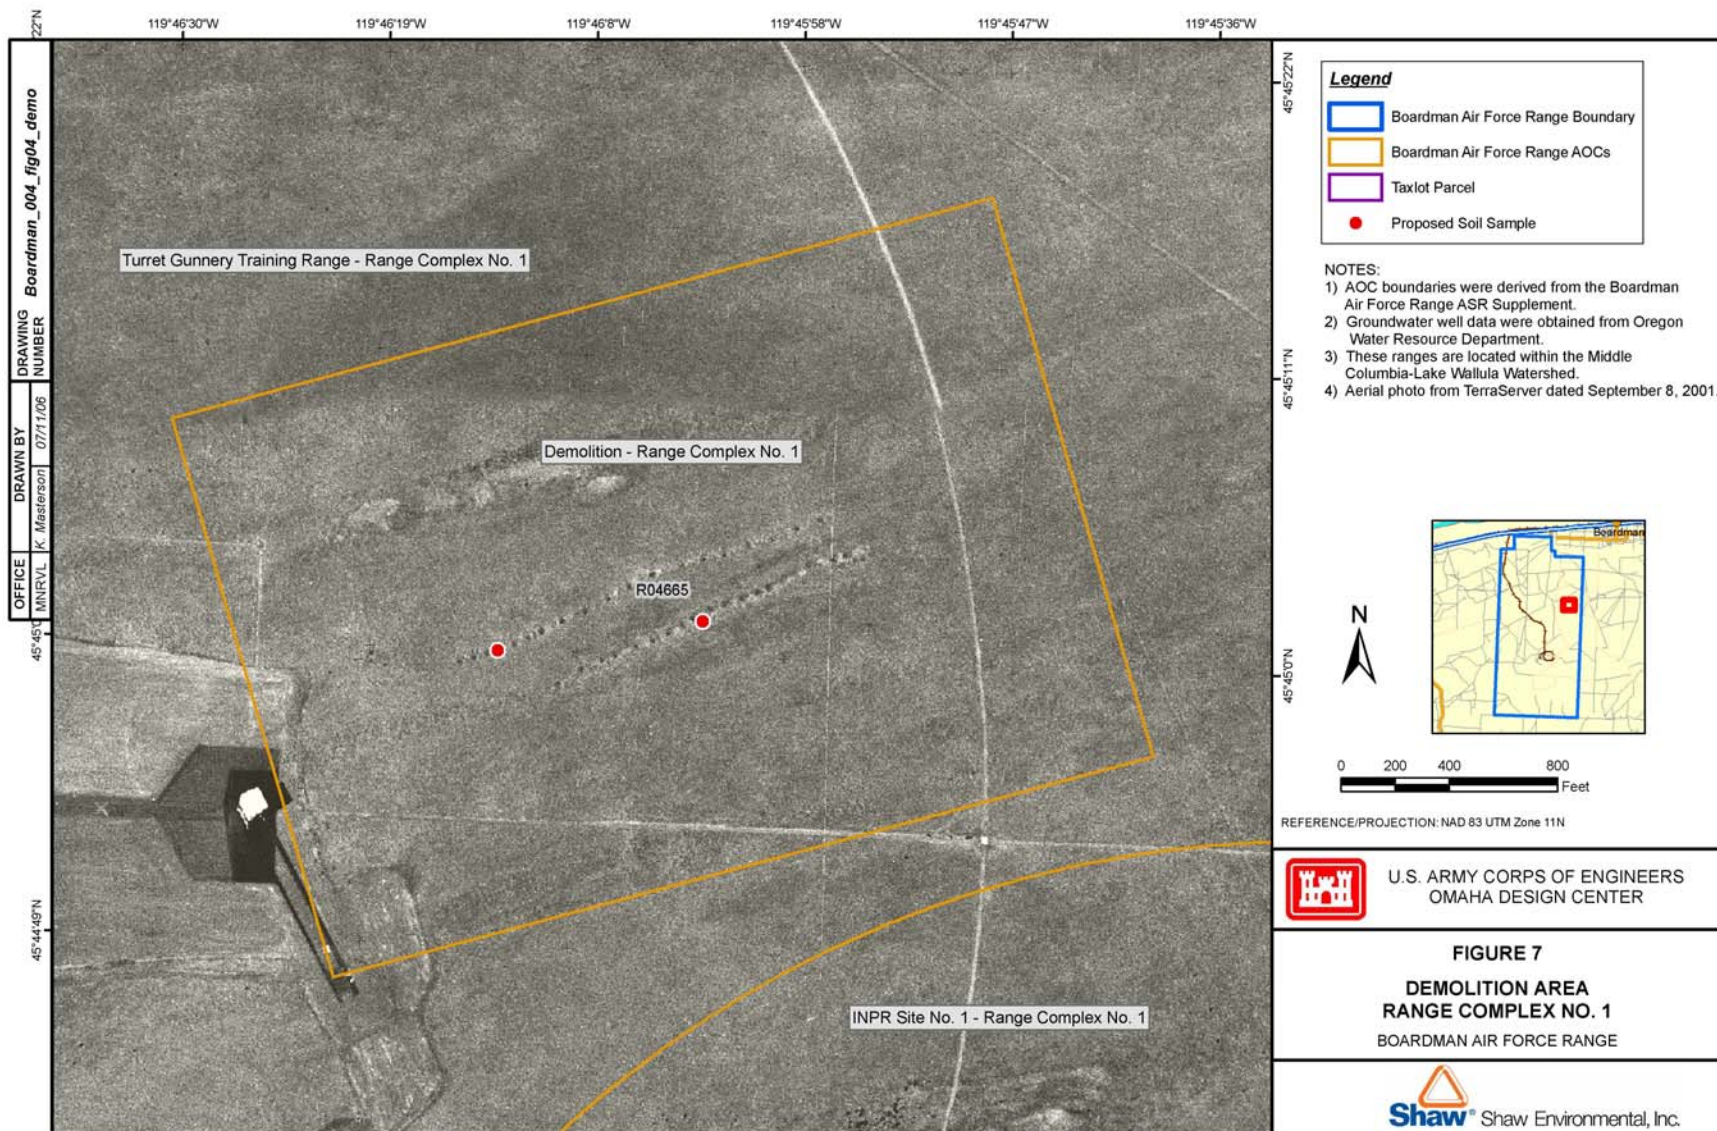 119°46'30"W
119°46'19"W
119°46'8"W
119°45'58"W
119°45'47"W
119°45'36"W
22"N
45°45'0
45°44'49"N
DRAWING
NUMBER
Boardman_004_fig04_demo
DRAWN BY
K. Masterson
07/11/06
OFFICE
MNRVL
Turret Gunnery Training Range - Range Complex No. 1
Demolition - Range Complex No. 1
R04665
INPR Site No. 1 - Range Complex No. 1
45°45'22"N
45°45'11"N
45°45'0"N
Legend
Boardman Air Force Range Boundary
Boardman Air Force Range AOCs
Taxlot Parcel
Proposed Soil Sample
NOTES:
1) AOC boundaries were derived from the Boardman
Air Force Range ASR Supplement.
2) Groundwater well data were obtained from Oregon
Water Resource Department.
3) These ranges are located within the Middle
Columbia-Lake Wallula Watershed.
4) Aerial photo from TerraServer dated September 8, 2001.
Boardman
N
0 200 400 800
Feet
REFERENCE/PROJECTION: NAD 83 UTM Zone 11N
U.S. ARMY CORPS OF ENGINEERS
OMAHA DESIGN CENTER
FIGURE 7
DEMOLITION AREA
RANGE COMPLEX NO. 1
BOARDMAN AIR FORCE RANGE
Shaw® Shaw Environmental, Inc.